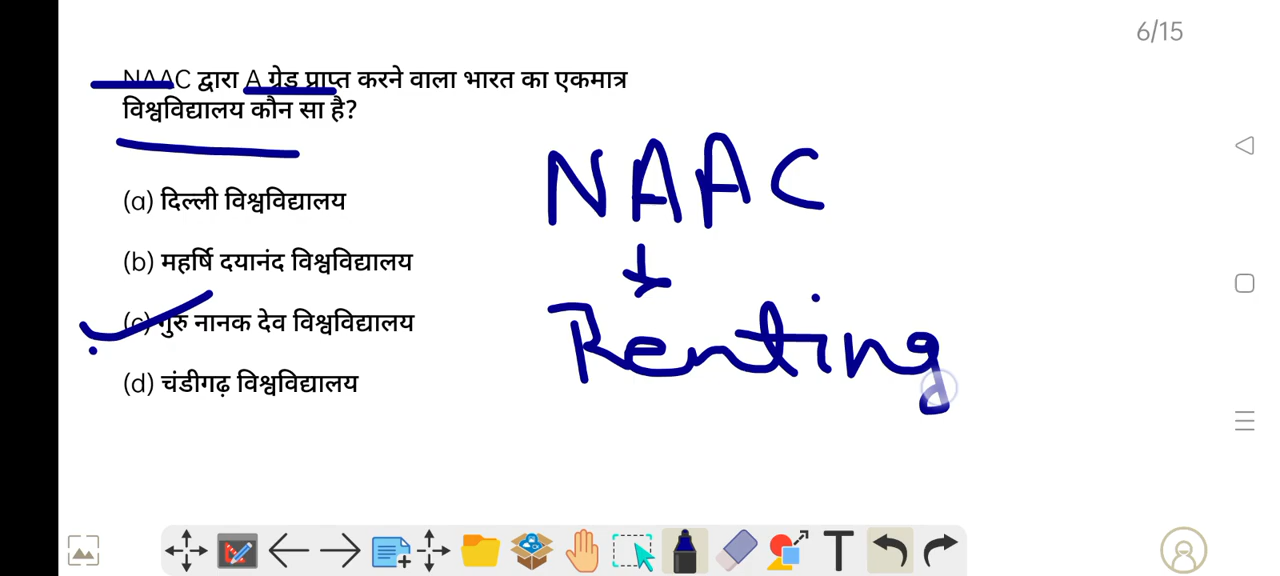 6/15
NAAC द्वारा A ग्रेड प्राप्त करने वाला भारत का एकमात्र
विश्वविद्यालय कौन सा है?
(a) दिल्ली विश्वविद्यालय
(b) महर्षि दयानंद विश्वविद्यालय
(c) गुरु नानक देव विश्वविद्यालय
(d) चंडीगढ़ विश्वविद्यालय
NAAC
Renting
T